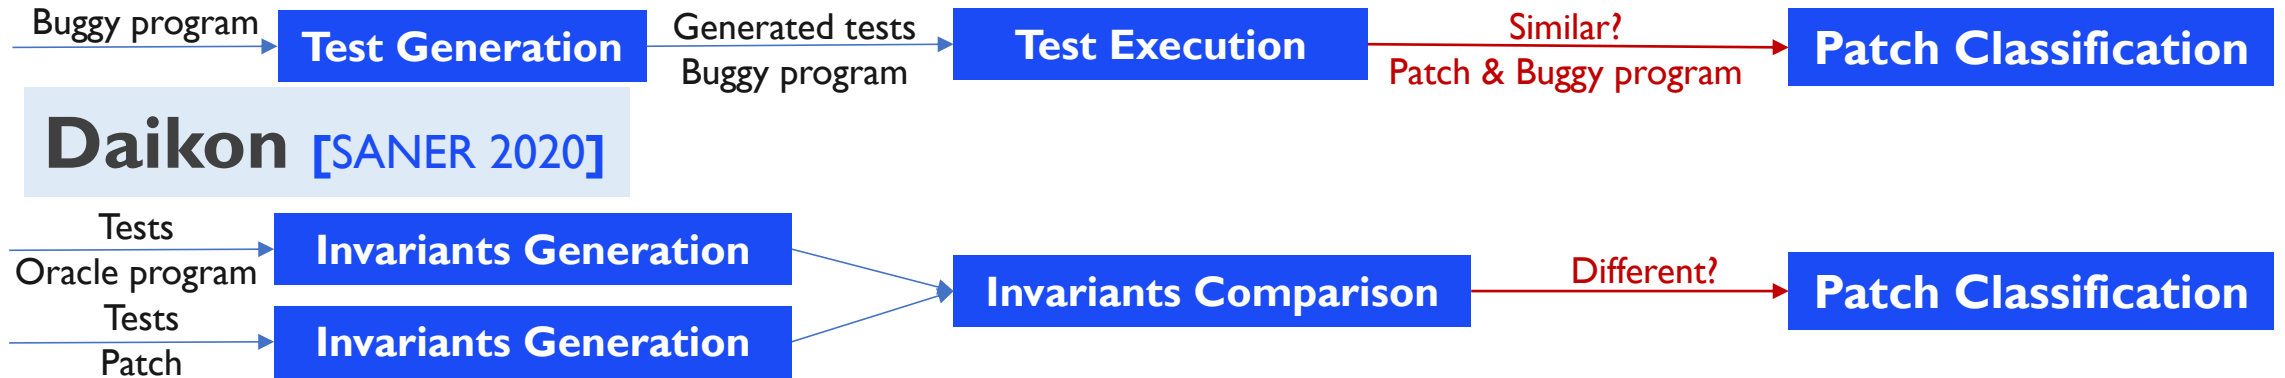 Buggy program
Test Generation
Generated tests
Buggy program
Test Execution
Similar?
Patch & Buggy program
Patch Classification
Daikon [SANER 2020]
Tests
Oracle program
Invariants Generation
Tests
Patch
Invariants Generation
Invariants Comparison
Different?
Patch Classification